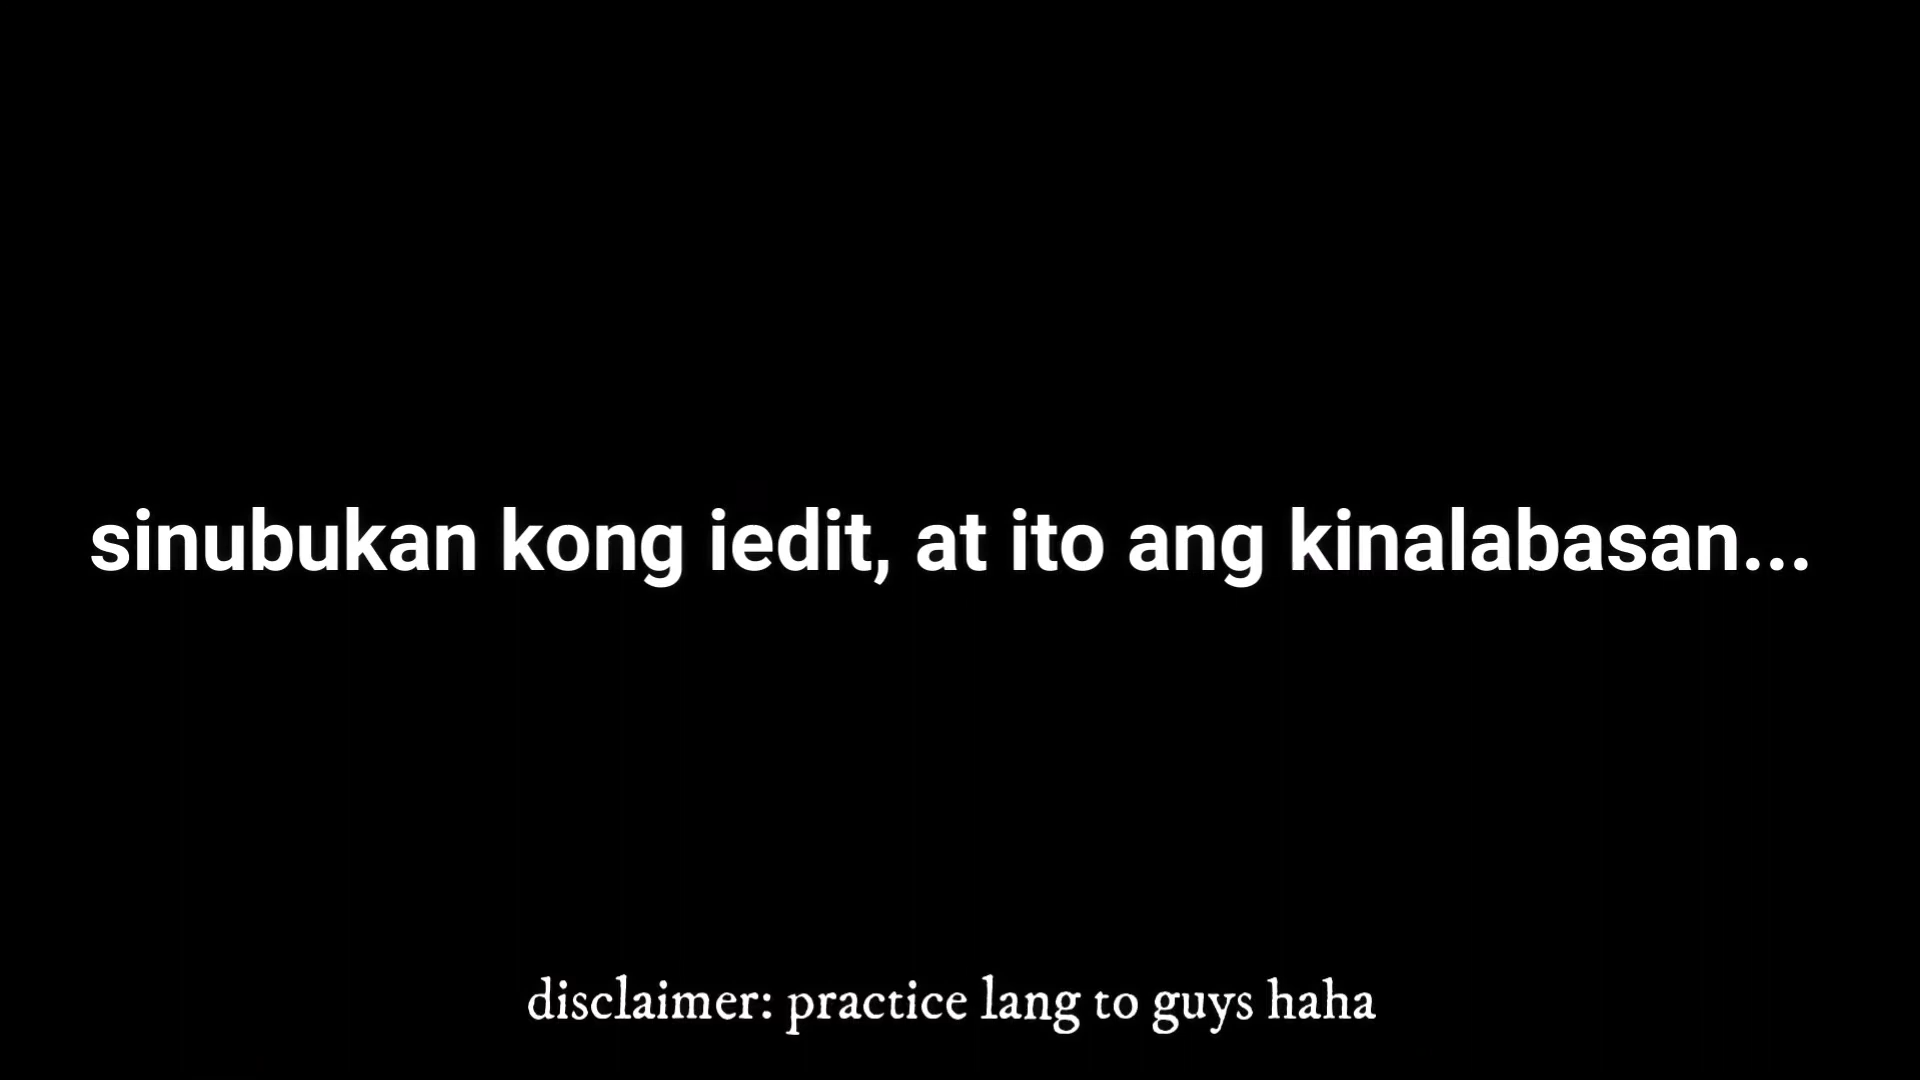 sinubukan kong iedit, at ito ang kinalabasan...
disclaimer: practice lang to guys haha